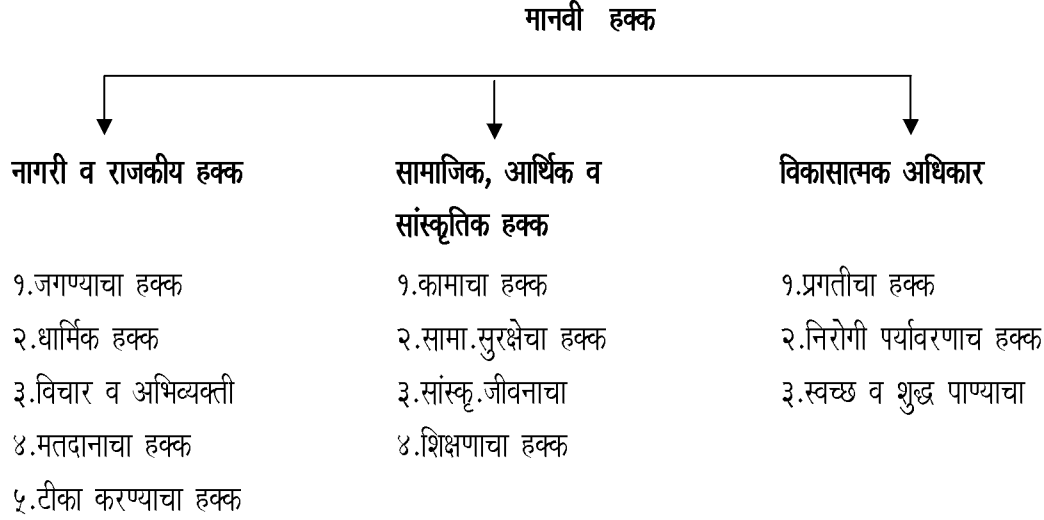 मानवी हक्क
नागरी व राजकीय हक्क
१.जगण्याचा हक्क
२.धार्मिक हक्क
३.विचार व अभिव्यक्ती
४.मतदानाचा हक्क
५.टीका करण्याचा हक्क
सामाजिक, आर्थिक व
सांस्कृतिक हक्क
१.कामाचा हक्क
२.सामा.सुरक्षेचा हक्क
३.सांस्कृ.जीवनाचा
४.शिक्षणाचा हक्क
विकासात्मक अधिकार
१.प्रगतीचा हक्क
२.निरोगी पर्यावरणाच हक्क
३.स्वच्छ व शुद्ध पाण्याचा